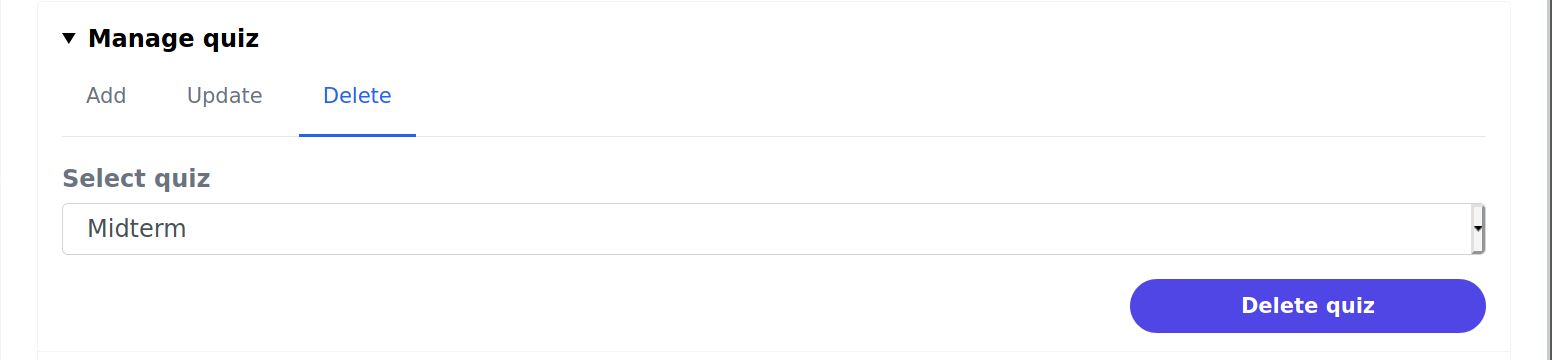 Manage quiz
Add Update Delete
Select quiz
Midterm
Delete quiz